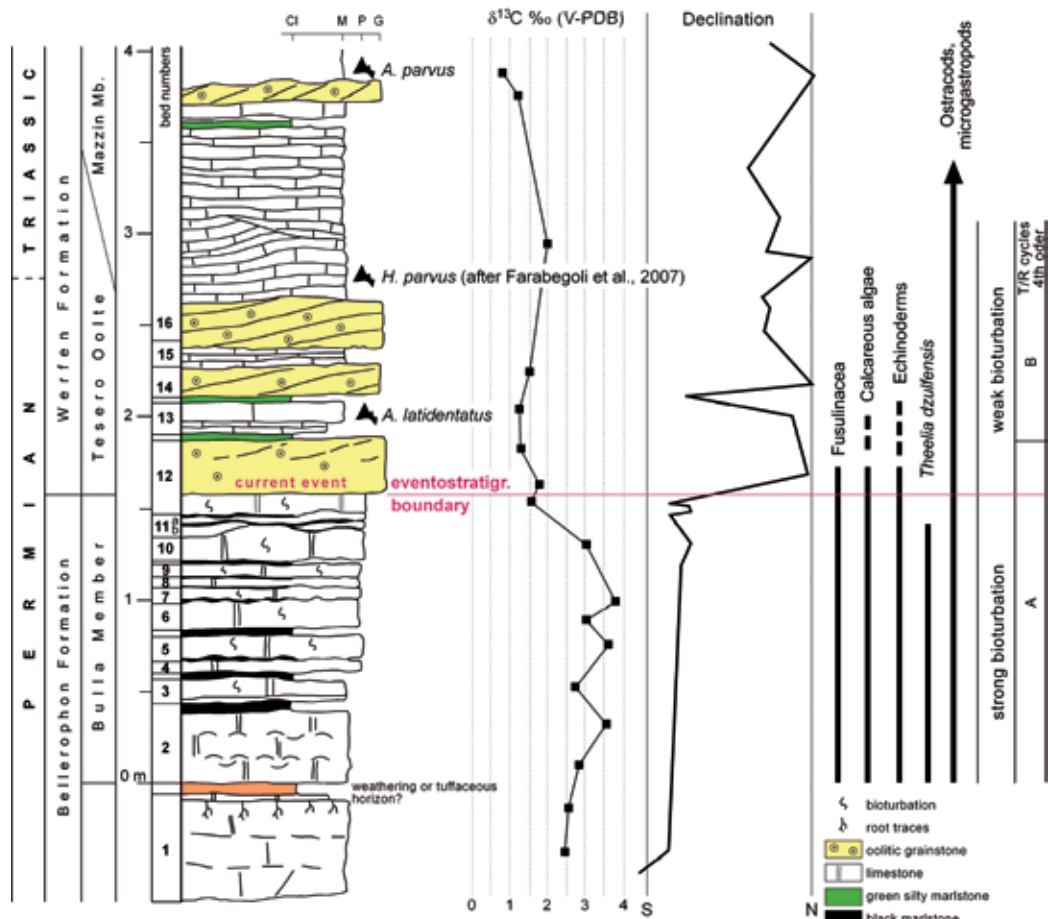 Cl M P G
δ¹³C ‰ (V-PDB)
Declination
PERMIAN
TRIASSIC
Bellerophon Formation
Werfen Formation
Bulla Member
Tesero Oolte
Mazzin Mb.
bed numbers
4
3
2
1
0 m
A. parvus
H. parvus (after Farabegoli et al., 2007)
A. latidentatus
16
15
14
13
12
current event
eventostratigr.
boundary
11 a
b
10
9
8
7
6
5
4
3
2
1
weathering or tuffaceous
horizon?
0 1 2 3 4
S
N
Fusulinacea
Calcareous algae
Echinoderms
Theelia dzulfensis
Ostracods,
microgastropods
strong bioturbation
weak bioturbation
A
B
T/R cycles
4th oder
bioturbation
root traces
oolitic grainstone
limestone
green silty marlstone
black marlstone